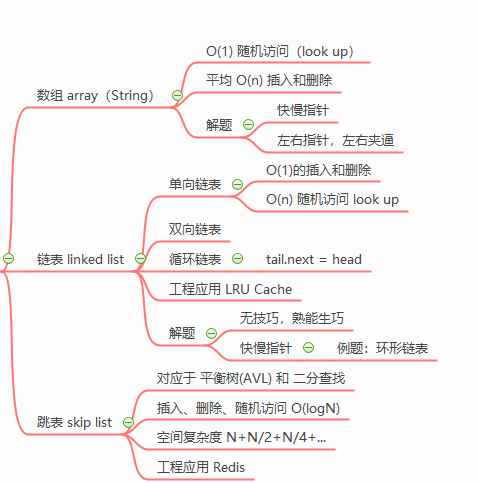 数组 array（String）
O(1) 随机访问（look up）
平均 O(n) 插入和删除
解题
快慢指针
左右指针，左右夹逼
链表 linked list
单向链表
O(1)的插入和删除
O(n) 随机访问 look up
双向链表
循环链表
tail.next = head
工程应用 LRU Cache
解题
无技巧，熟能生巧
快慢指针
例题：环形链表
跳表 skip list
对应于 平衡树(AVL) 和 二分查找
插入、删除、随机访问 O(logN)
空间复杂度 N+N/2+N/4+...
工程应用 Redis